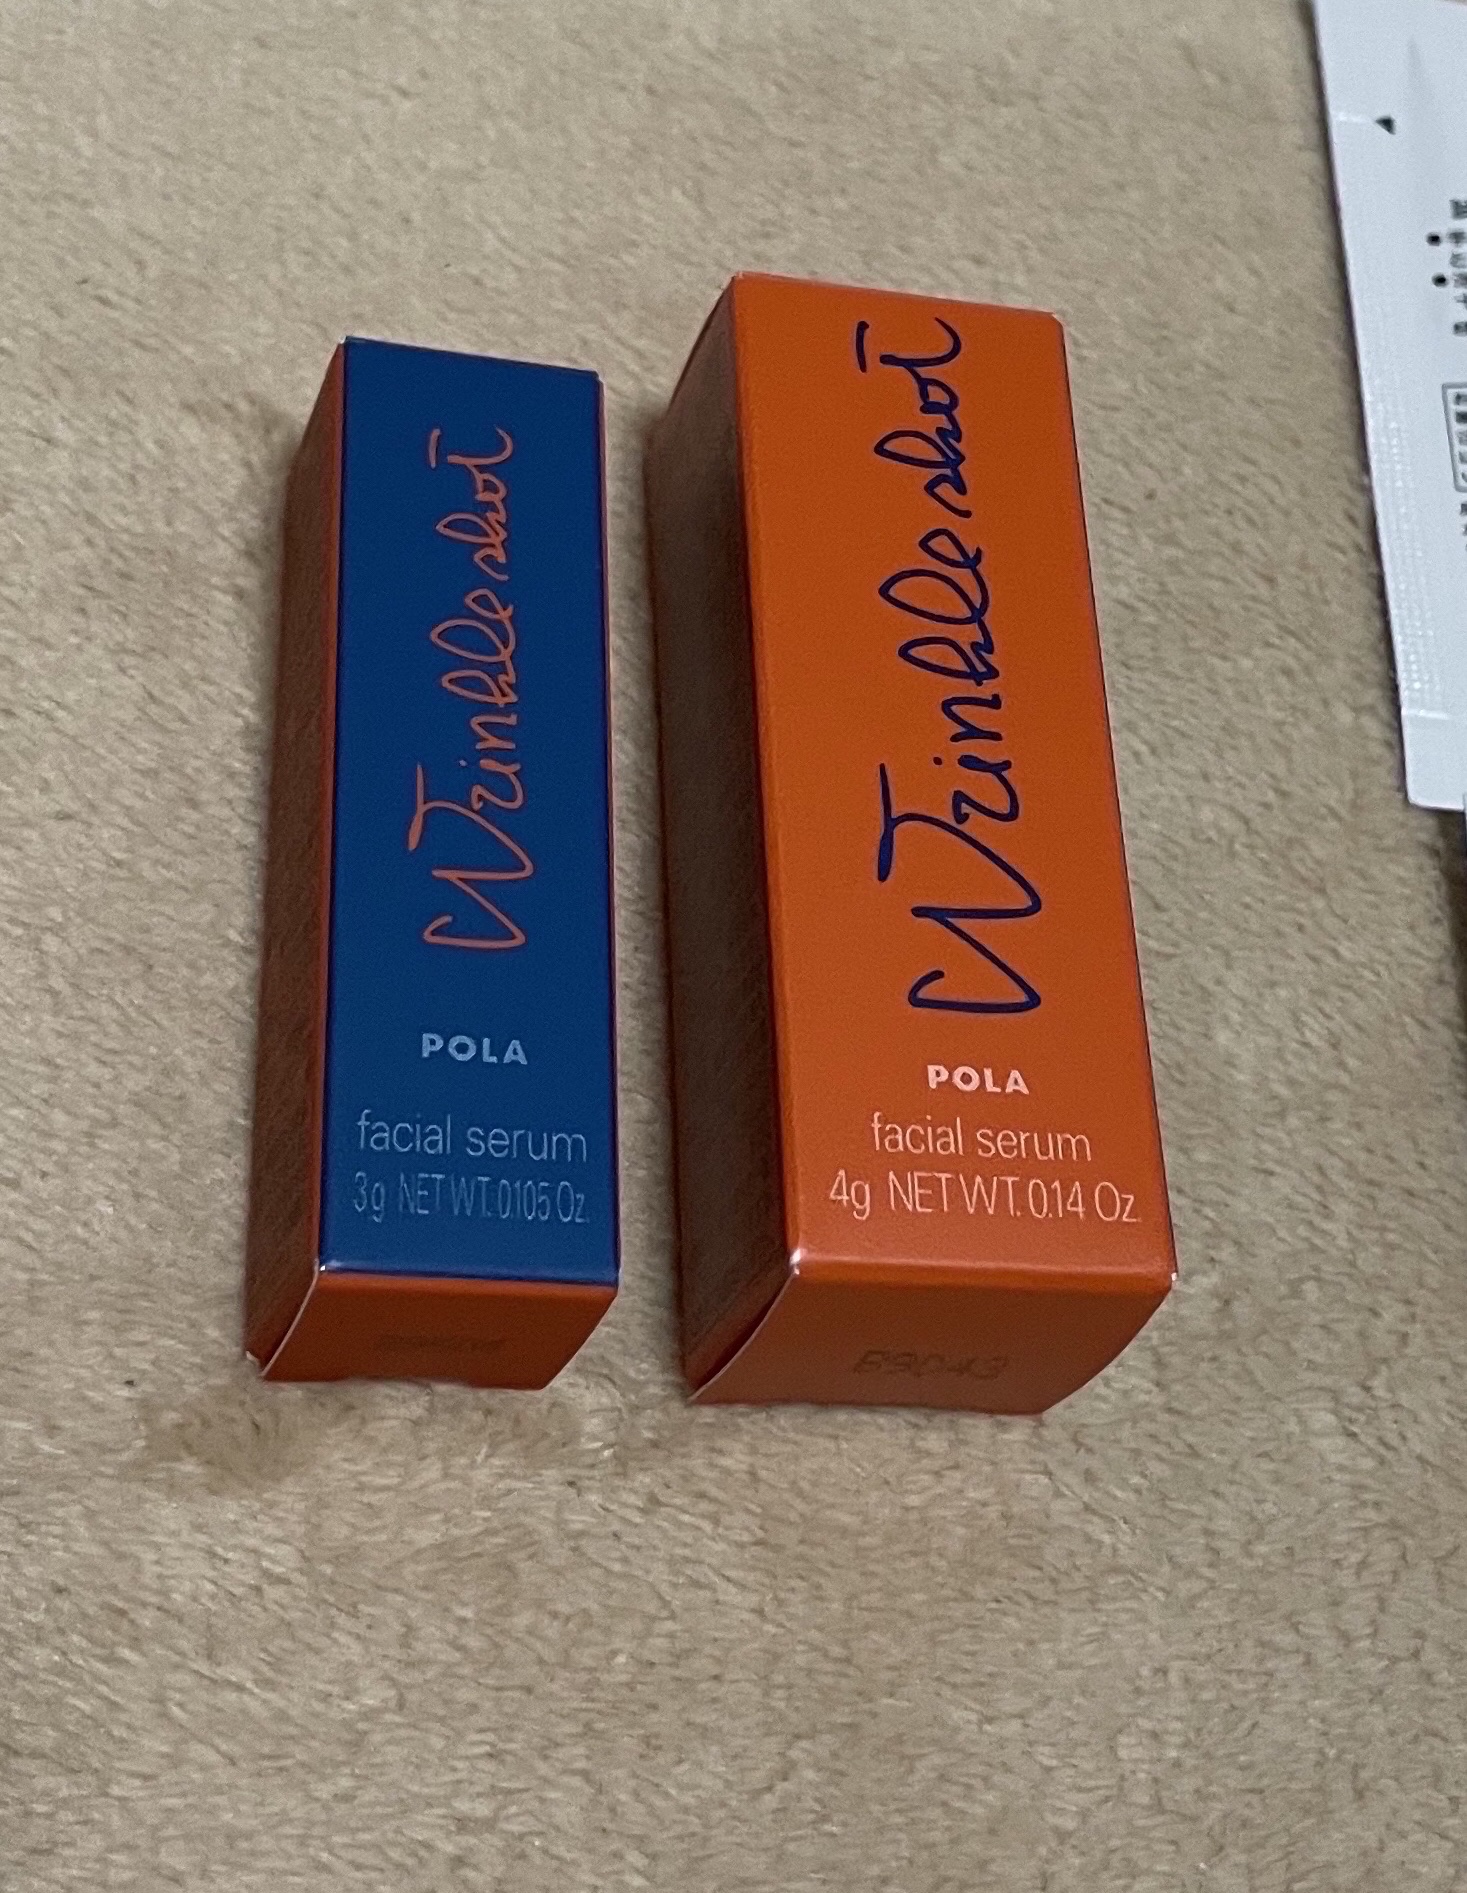 Wrinkle shot
POLA
facial serum
3g NET WT. 0.105 Oz.
Wrinkle shot
POLA
facial serum
4g NET WT. 0.14 Oz.